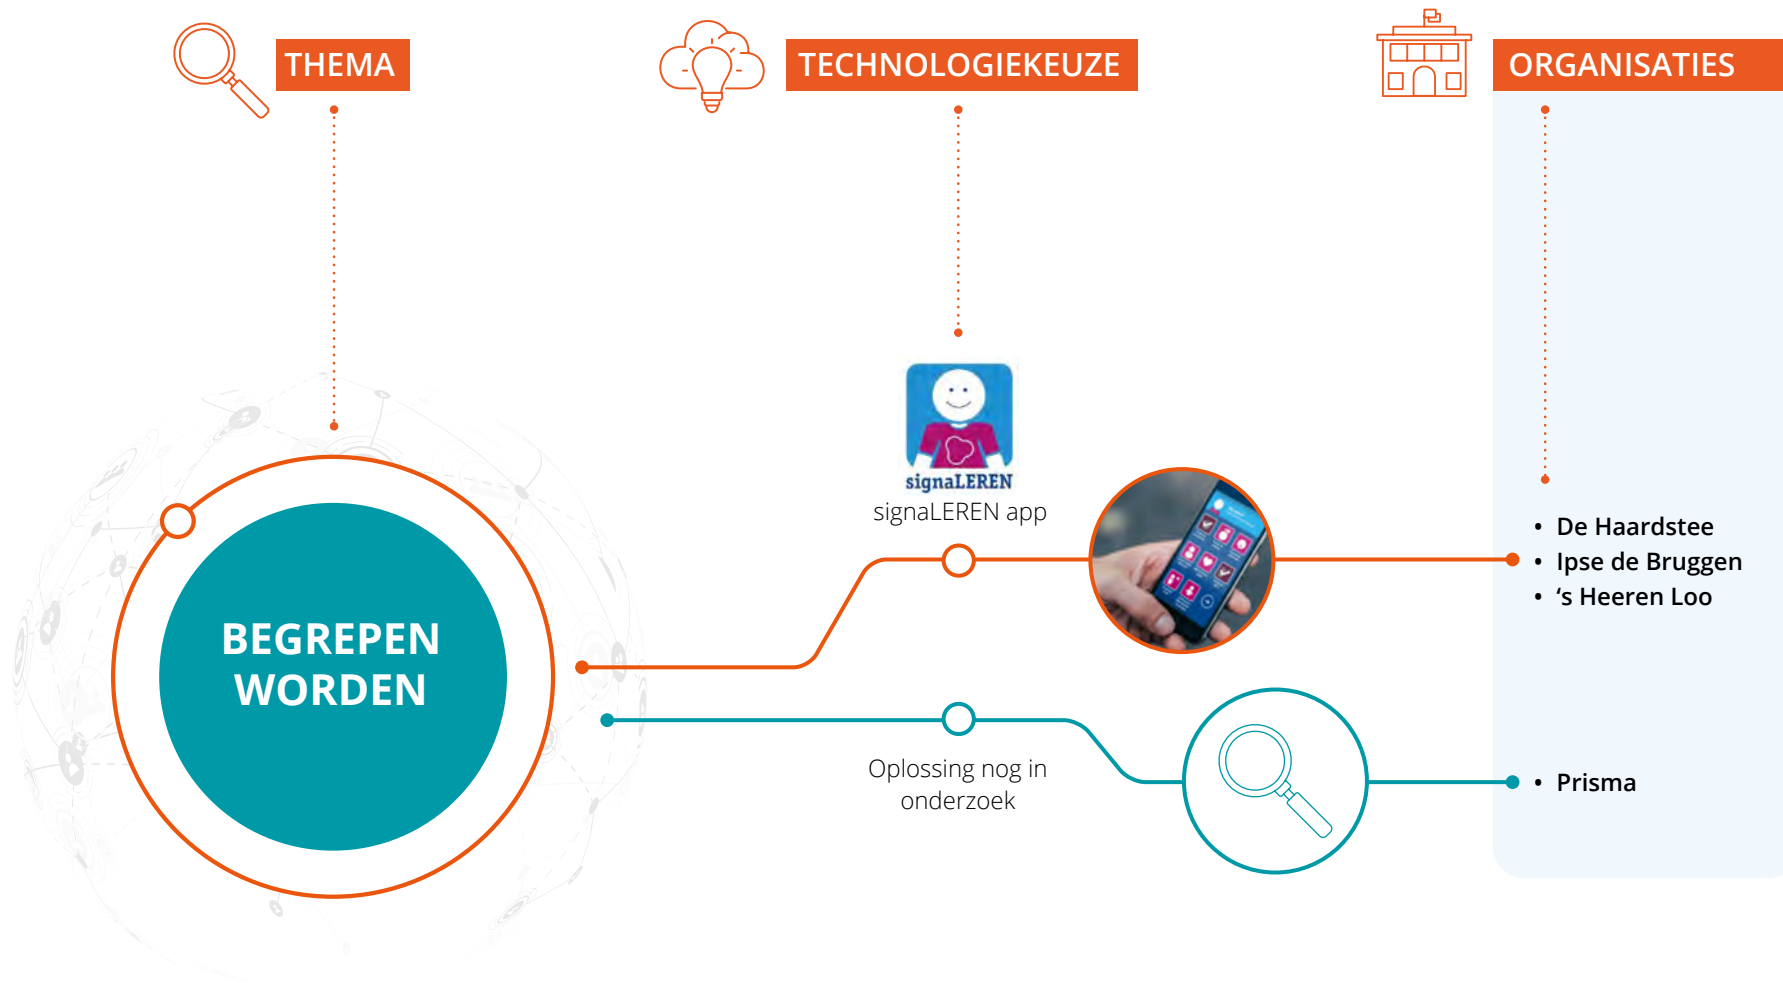 THEMA
TECHNOLOGIEKEUZE
ORGANISATIES
BEGREPEN
WORDEN
signaLEREN
signaLEREN app
• De Haardstee
• Ipse de Bruggen
• ‘s Heeren Loo
Oplossing nog in
onderzoek
• Prisma